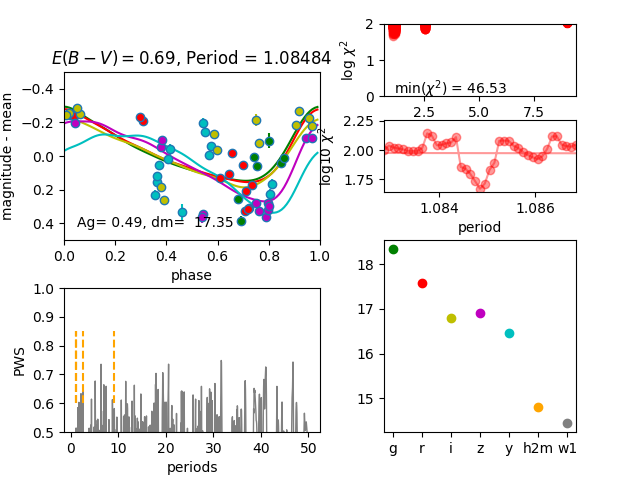 E(B − V) = 0.69, Period = 1.08484
magnitude - mean
−0.4
−0.2
0.0
0.2
0.4
Ag= 0.49, dm= 17.35
0.0 0.2 0.4 0.6 0.8 1.0
phase
log χ²
2
1
0
min(χ²) = 46.53
2.5 5.0 7.5
log10 χ²
2.25
2.00
1.75
1.084 1.086
period
PWS
1.0
0.9
0.8
0.7
0.6
0.5
0 10 20 30 40 50
periods
18
17
16
15
g r i z y h2m w1